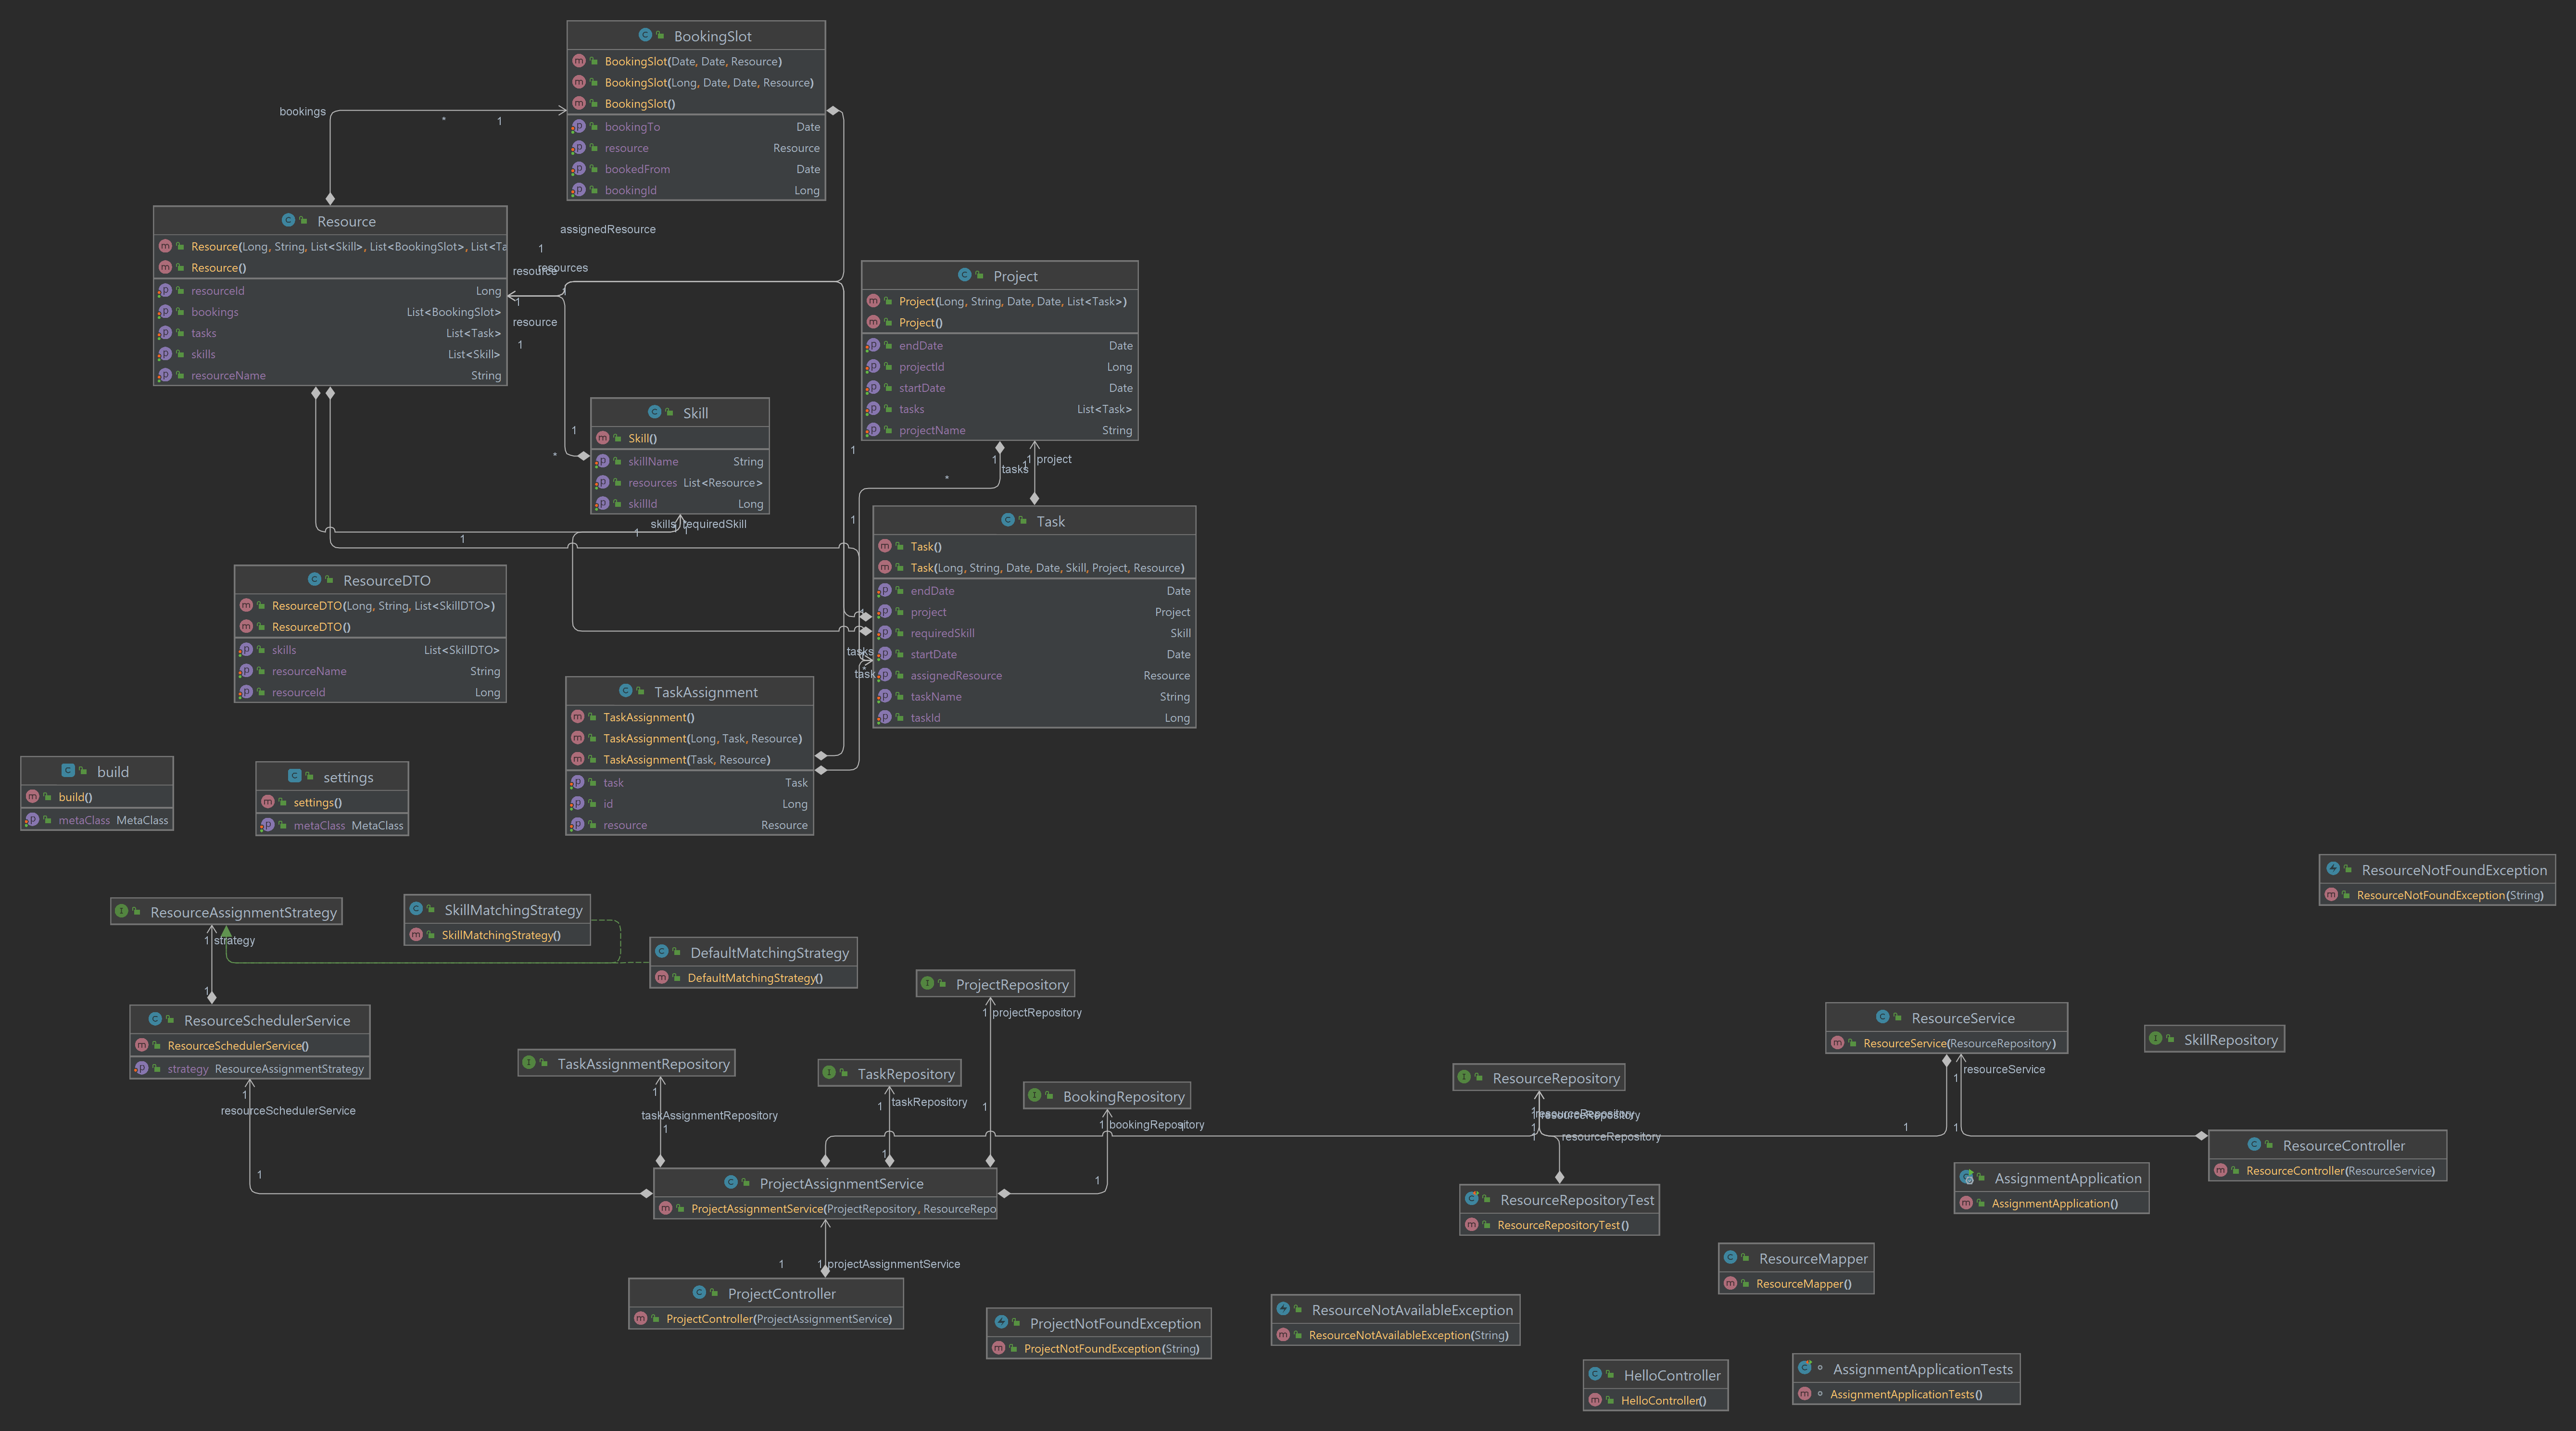 BookingSlot
BookingSlot(Date, Date, Resource)
BookingSlot(Long, Date, Date, Resource)
BookingSlot()
bookingTo Date
resource Resource
bookedFrom Date
bookingId Long
bookings
*
1
Resource
Resource(Long, String, List<Skill>, List<BookingSlot>, List<Ta
Resource()
resourceId Long
bookings List<BookingSlot>
tasks List<Task>
skills List<Skill>
resourceName String
assignedResource
1
resource
resources
1
1
resource
1
Project
Project(Long, String, Date, Date, List<Task>)
Project()
endDate Date
projectId Long
startDate Date
tasks List<Task>
projectName String
Skill
Skill()
skillName String
resources List<Resource>
skillId Long
1
*
1
1
tasks
1
project
*
1
skills
requiredSkill
1
1
1
1
Task
Task()
Task(Long, String, Date, Date, Skill, Project, Resource)
endDate Date
project Project
requiredSkill Skill
startDate Date
assignedResource Resource
taskName String
taskId Long
tasks
*
task
ResourceDTO
ResourceDTO(Long, String, List<SkillDTO>)
ResourceDTO()
skills List<SkillDTO>
resourceName String
resourceId Long
TaskAssignment
TaskAssignment()
TaskAssignment(Long, Task, Resource)
TaskAssignment(Task, Resource)
task Task
id Long
resource Resource
build
build()
metaClass MetaClass
settings
settings()
metaClass MetaClass
ResourceNotFoundException
ResourceNotFoundException(String)
ResourceAssignmentStrategy
SkillMatchingStrategy
SkillMatchingStrategy()
DefaultMatchingStrategy
DefaultMatchingStrategy()
1 strategy
1
ResourceSchedulerService
ResourceSchedulerService()
strategy ResourceAssignmentStrategy
1
resourceSchedulerService
1
ProjectRepository
1 projectRepository
1
TaskAssignmentRepository
1
taskAssignmentRepository
1
TaskRepository
1 taskRepository
1
BookingRepository
1 bookingRepository
1
1
ResourceRepository
1
resourceRepository
1
resourceRepository
1
resourceRepository
ResourceService
ResourceService(ResourceRepository)
resourceService
1
1
1
SkillRepository
ResourceController
ResourceController(ResourceService)
ProjectAssignmentService
ProjectAssignmentService(ProjectRepository, ResourceRepo
ResourceRepositoryTest
ResourceRepositoryTest()
AssignmentApplication
AssignmentApplication()
1
1 projectAssignmentService
ProjectController
ProjectController(ProjectAssignmentService)
ResourceMapper
ResourceMapper()
ProjectNotFoundException
ProjectNotFoundException(String)
ResourceNotAvailableException
ResourceNotAvailableException(String)
HelloController
HelloController()
AssignmentApplicationTests
AssignmentApplicationTests()